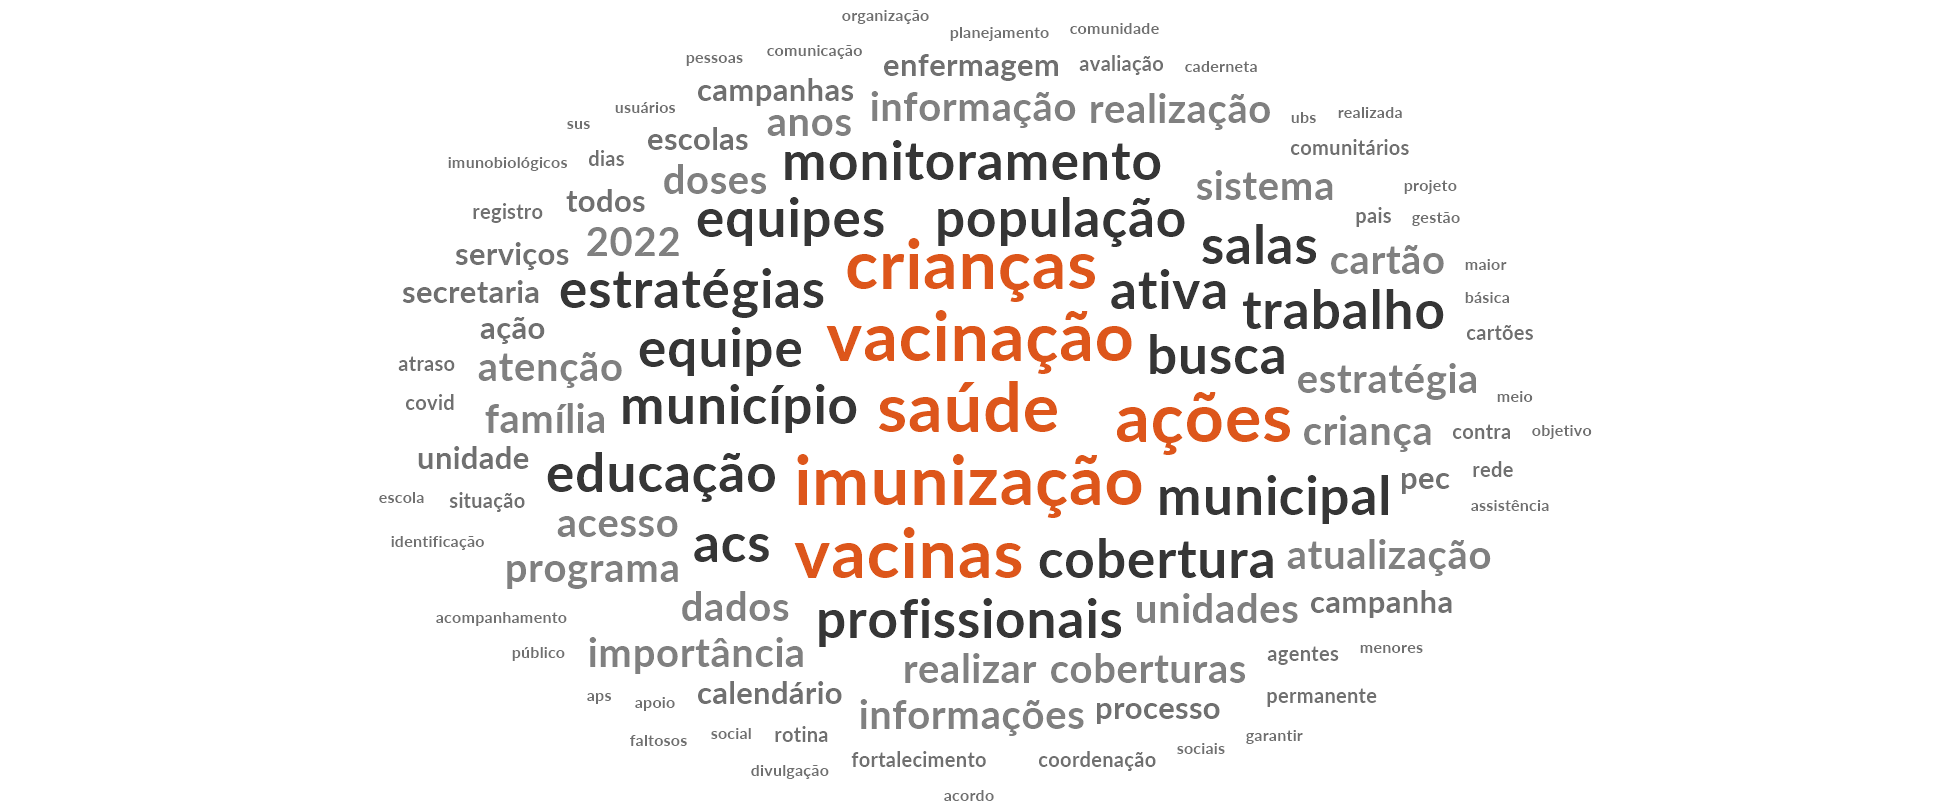 organização
planejamento comunidade
pessoas comunicação enfermagem avaliação caderneta
campanhas informação realização
usuários anos ubs realizada
sus escolas monitoramento comunitários
imunobiológicos dias doses sistema projeto
registro todos equipes população pais gestão
serviços 2022 crianças salas cartão maior
secretaria estratégias ativa trabalho básica
ação equipe vacinação busca cartões
atraso atenção estratégia meio
covid família município saúde ações criança contra objetivo
unidade educação imunização municipal pec rede
escola situação assistência
identificação acesso acs vacinas cobertura atualização
programa
acompanhamento dados profissionais unidades campanha
público importância realizar coberturas agentes menores
aps apoio calendário informações processo permanente
faltosos social rotina sociais garantir
divulgação fortalecimento coordenação
acordo